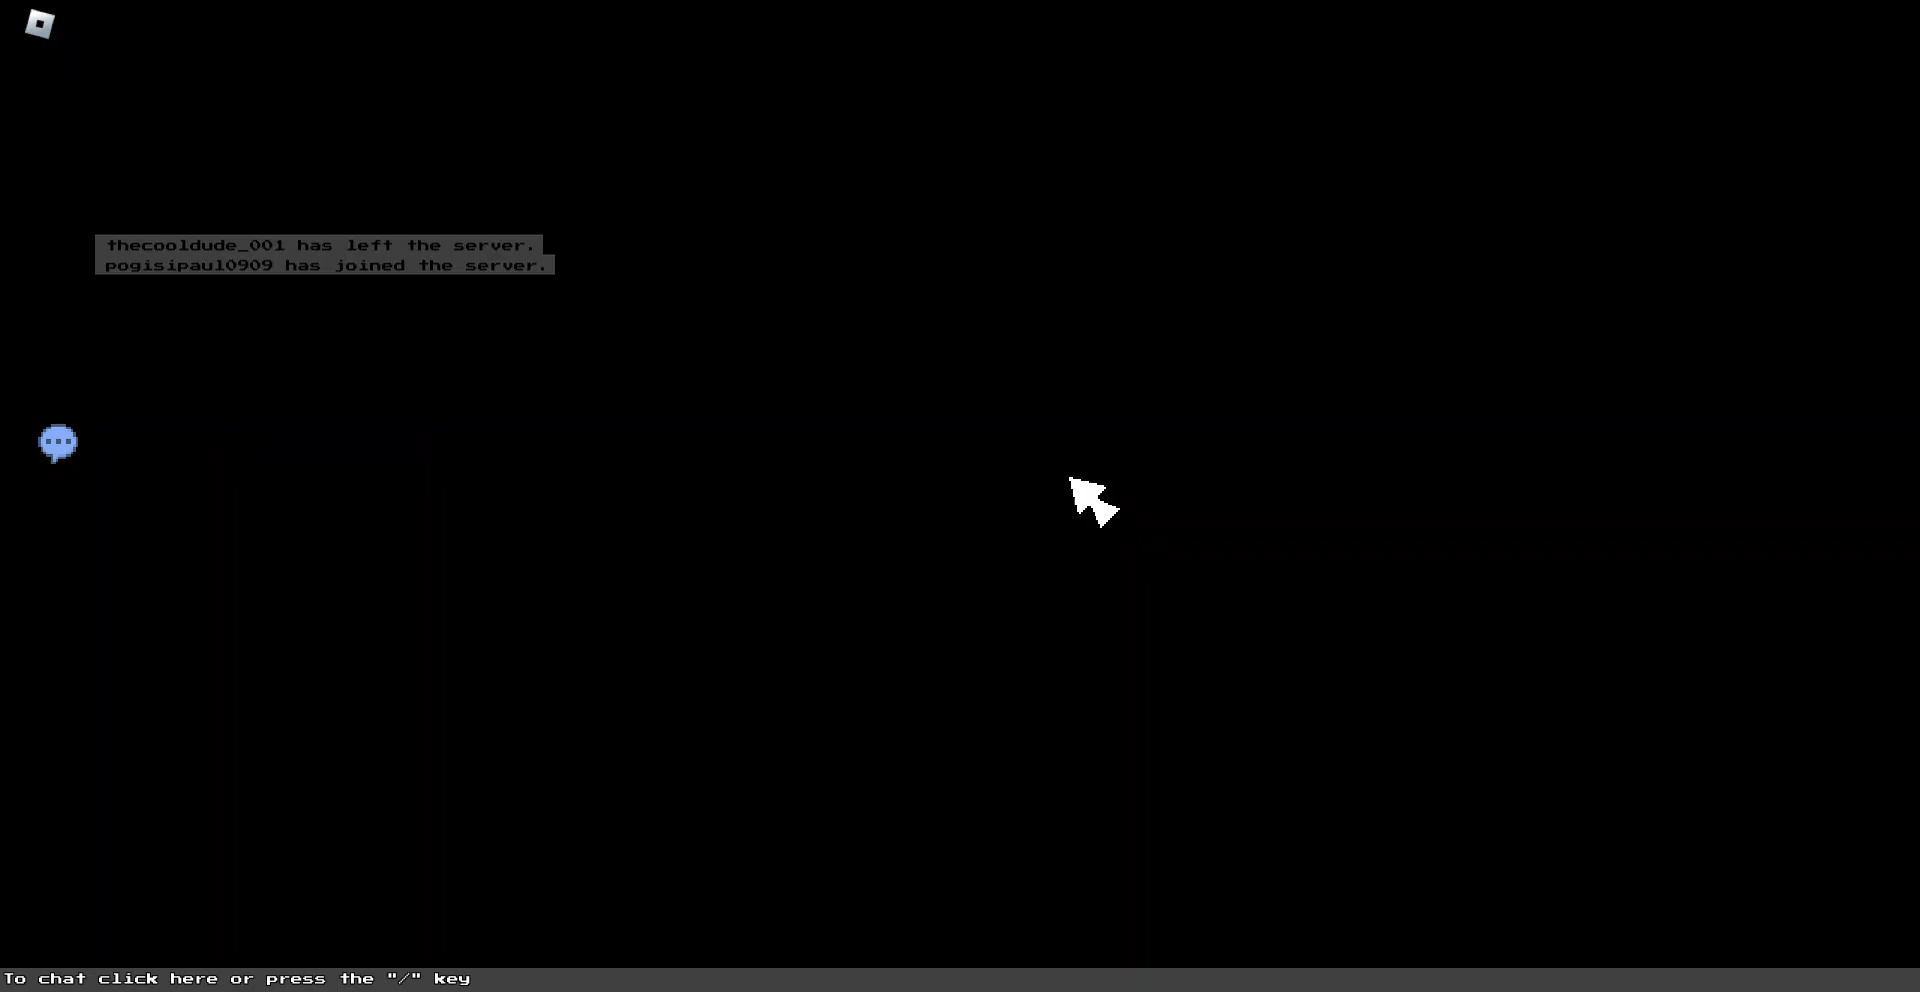 thecooldude_001 has left the server.
pogisipaul0909 has joined the server.
To chat click here or press the "/" key